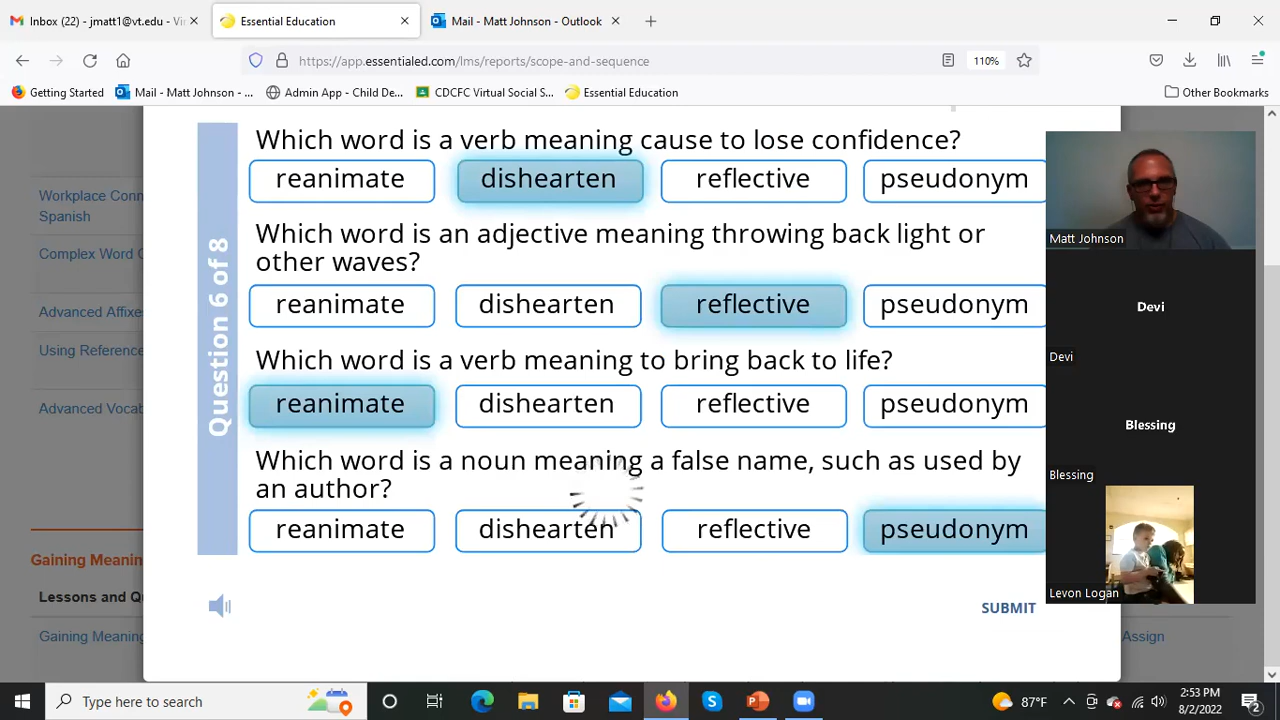 Inbox (22) - jmatt1@vt.edu - Vi
Essential Education
Mail - Matt Johnson - Outlook
https://app.essentialed.com/lms/reports/scope-and-sequence
110%
Getting Started
Mail - Matt Johnson - ...
Admin App - Child De...
CDCFC Virtual Social S...
Essential Education
Other Bookmarks
Workplace Conn
Spanish
Complex Word C
Advanced Affixes
Using Reference
Advanced Vocab
Gaining Meanin
Lessons and Qu
Gaining Meaning
Question 6 of 8
Which word is a verb meaning cause to lose confidence?
reanimate dishearten reflective pseudonym
Which word is an adjective meaning throwing back light or
other waves?
reanimate dishearten reflective pseudonym
Which word is a verb meaning to bring back to life?
reanimate dishearten reflective pseudonym
Which word is a noun meaning a false name, such as used by
an author?
reanimate dishearten reflective pseudonym
SUBMIT
Assign
Matt Johnson
Devi
Devi
Blessing
Blessing
Levon Logan
Type here to search
87°F
2:53 PM
8/2/2022
2